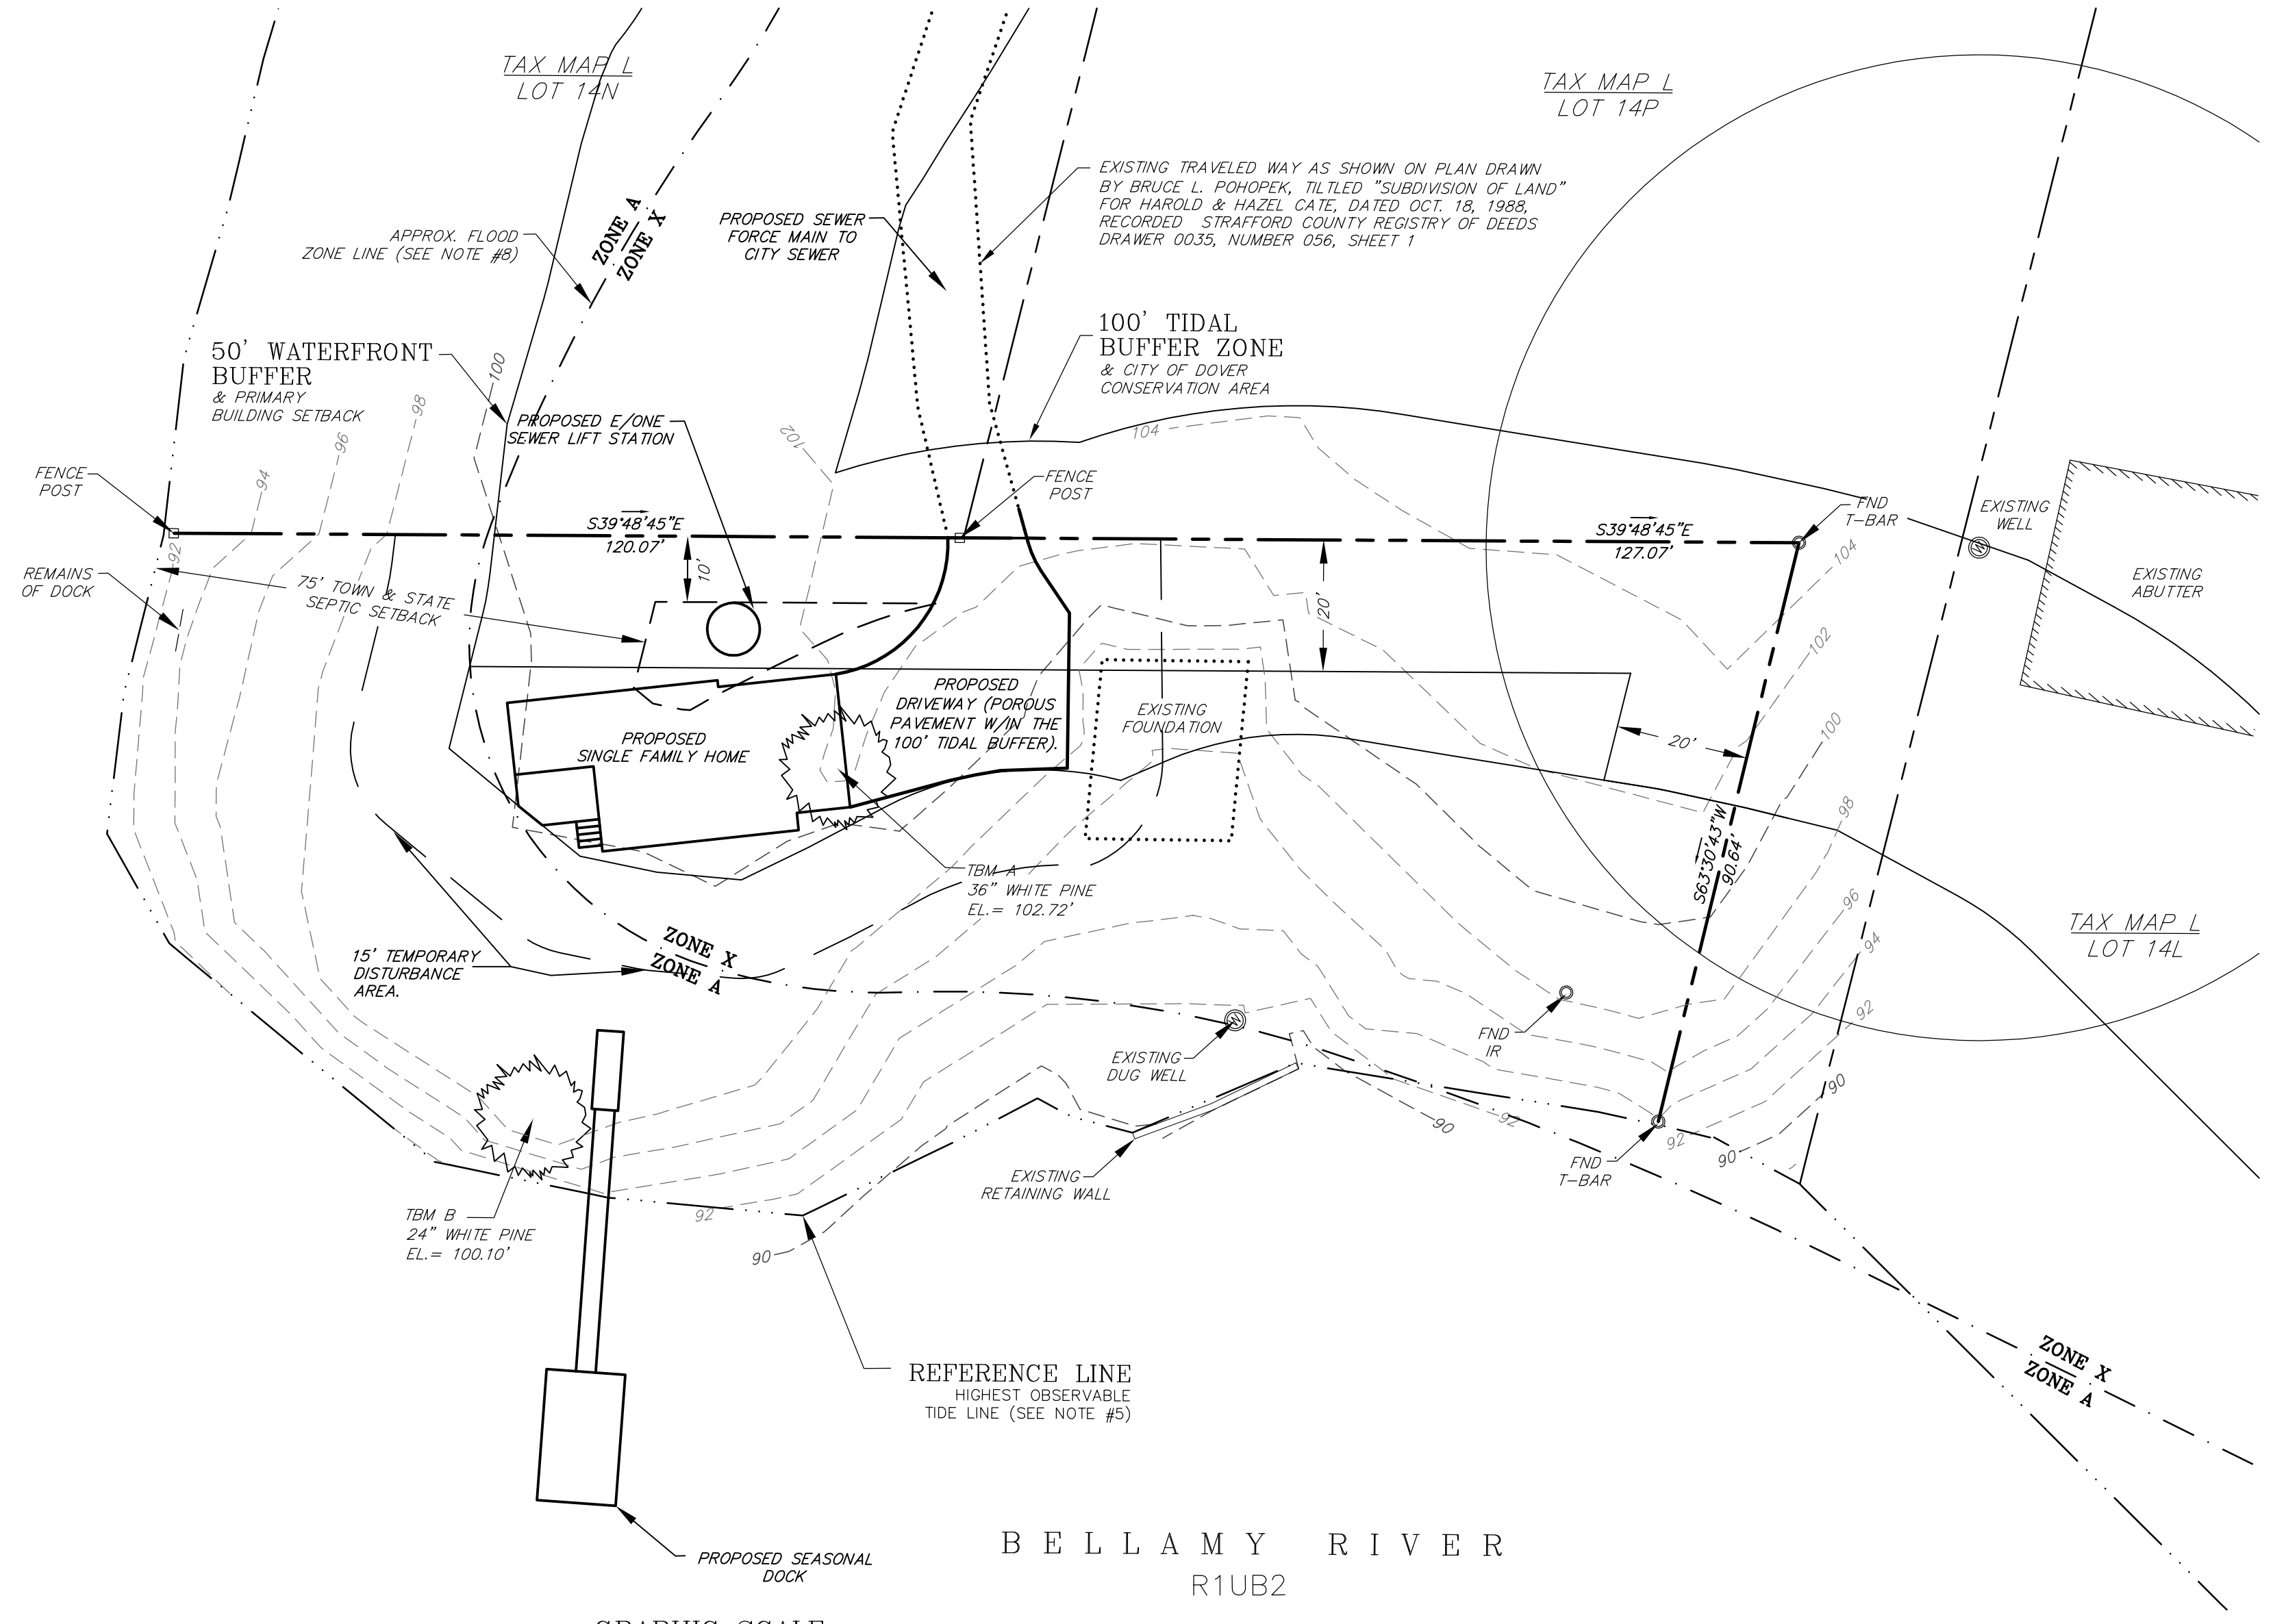 TAX MAP L
LOT 14N
TAX MAP L
LOT 14P
EXISTING TRAVELED WAY AS SHOWN ON PLAN DRAWN
BY BRUCE L. POHOPEK, TILTLED "SUBDIVISION OF LAND"
FOR HAROLD & HAZEL CATE, DATED OCT. 18, 1988,
RECORDED STRAFFORD COUNTY REGISTRY OF DEEDS
DRAWER 0035, NUMBER 056, SHEET 1
ZONE A
ZONE X
PROPOSED SEWER
FORCE MAIN TO
CITY SEWER
APPROX. FLOOD
ZONE LINE (SEE NOTE #8)
100' TIDAL
BUFFER ZONE
& CITY OF DOVER
CONSERVATION AREA
50' WATERFRONT
BUFFER
& PRIMARY
BUILDING SETBACK
100
98
96
94
92
PROPOSED E/ONE
SEWER LIFT STATION
102
104
FENCE
POST
FENCE
POST
FND
T-BAR
EXISTING
WELL
W
S39°48'45"E
120.07'
S39°48'45"E
127.07'
10'
20'
104
REMAINS
OF DOCK
75' TOWN & STATE
SEPTIC SETBACK
EXISTING
ABUTTER
102
100
PROPOSED
DRIVEWAY (POROUS
PAVEMENT W/IN THE
100' TIDAL BUFFER).
EXISTING
FOUNDATION
PROPOSED
SINGLE FAMILY HOME
20'
98
S63°30'43"W
90.64'
96
94
92
90
TBM A
36" WHITE PINE
EL.= 102.72'
TAX MAP L
LOT 14L
15' TEMPORARY
DISTURBANCE
AREA.
ZONE X
ZONE A
W
EXISTING
DUG WELL
FND
IR
90
92
92
90
FND
T-BAR
EXISTING
RETAINING WALL
TBM B
24" WHITE PINE
EL.= 100.10'
92
90
REFERENCE LINE
HIGHEST OBSERVABLE
TIDE LINE (SEE NOTE #5)
ZONE X
ZONE A
PROPOSED SEASONAL
DOCK
BELLAMY RIVER
R1UB2
GRAPHIC SCALE